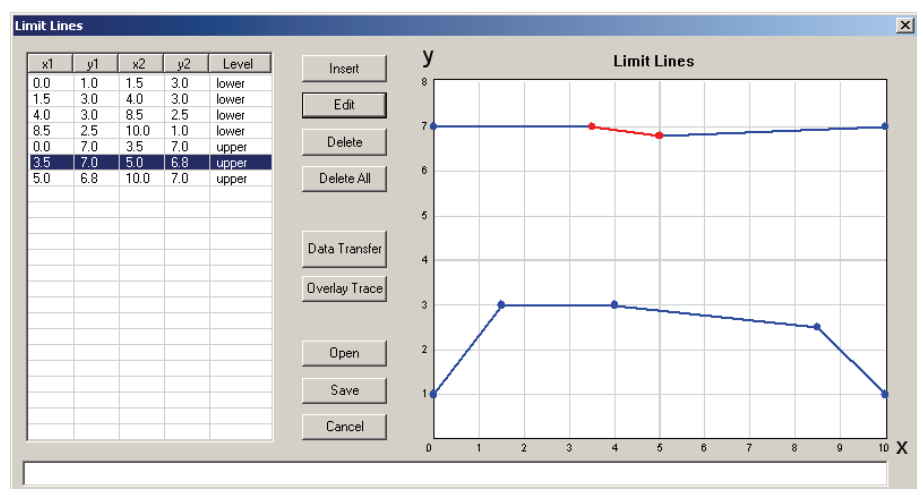 Limit Lines
x1 y1 x2 y2 Level
0.0 1.0 1.5 3.0 lower
1.5 3.0 4.0 3.0 lower
4.0 3.0 8.5 2.5 lower
8.5 2.5 10.0 1.0 lower
0.0 7.0 3.5 7.0 upper
3.5 7.0 5.0 6.8 upper
5.0 6.8 10.0 7.0 upper
Insert
Edit
Delete
Delete All
Data Transfer
Overlay Trace
Open
Save
Cancel
y
Limit Lines
8
7
6
5
4
3
2
1
0 1 2 3 4 5 6 7 8 9 10 X